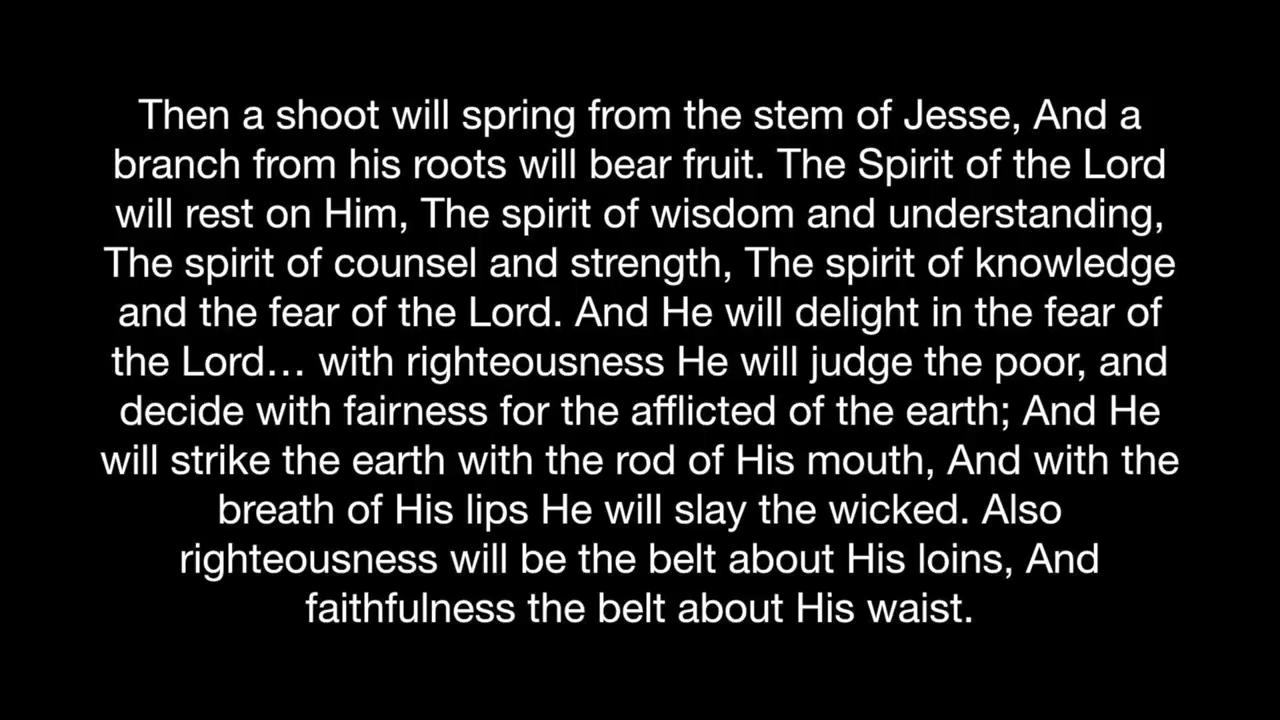 Then a shoot will spring from the stem of Jesse, And a
branch from his roots will bear fruit. The Spirit of the Lord
will rest on Him, The spirit of wisdom and understanding,
The spirit of counsel and strength, The spirit of knowledge
and the fear of the Lord. And He will delight in the fear of
the Lord… with righteousness He will judge the poor, and
decide with fairness for the afflicted of the earth; And He
will strike the earth with the rod of His mouth, And with the
breath of His lips He will slay the wicked. Also
righteousness will be the belt about His loins, And
faithfulness the belt about His waist.